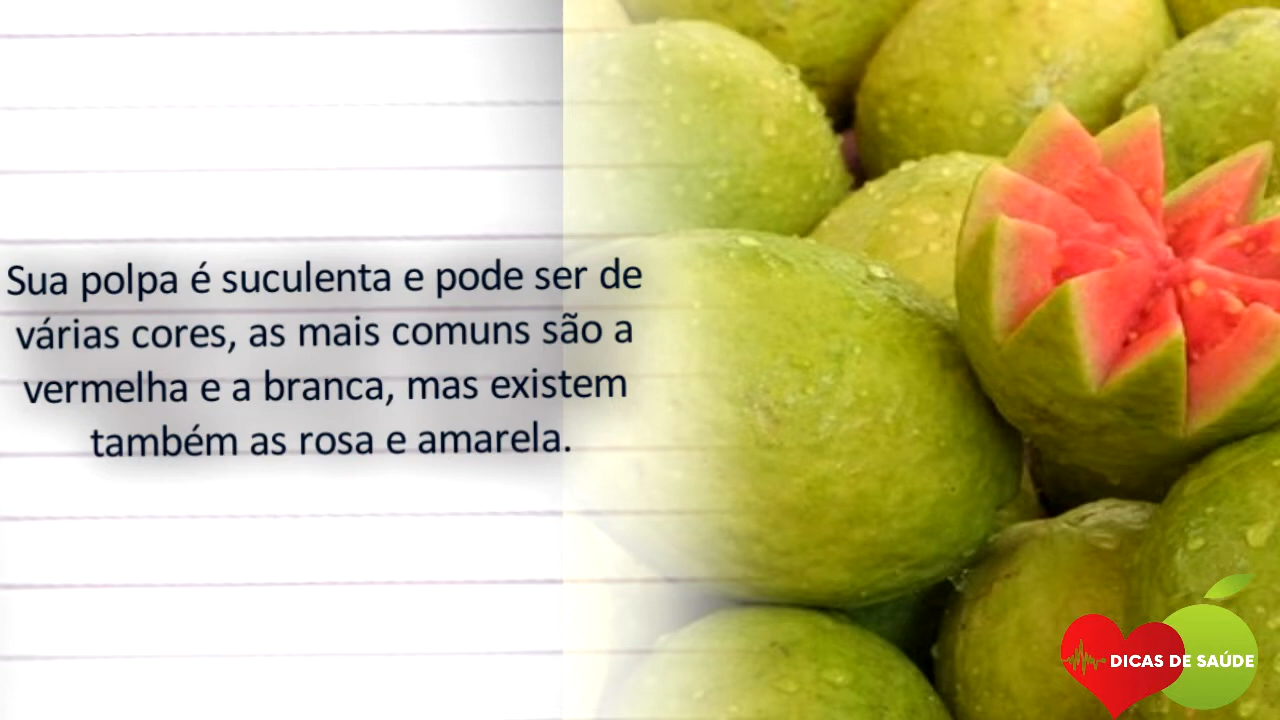 Sua polpa é suculenta e pode ser de
várias cores, as mais comuns são a
vermelha e a branca, mas existem
também as rosa e amarela.
DICAS DE SAÚDE